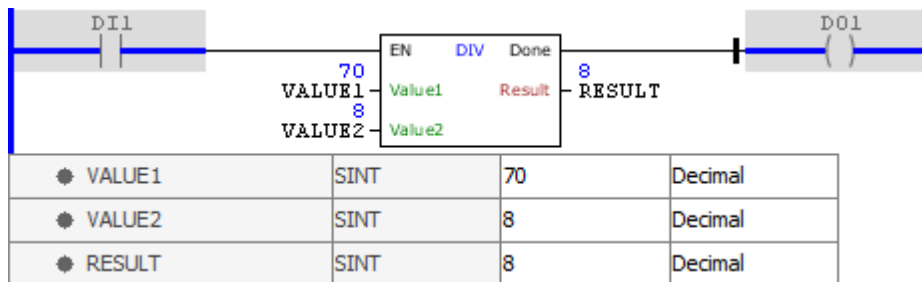 DI1 DO1
EN DIV Done
70 8
VALUE1 Value1 Result RESULT
8
VALUE2 Value2
VALUE1 SINT 70 Decimal
VALUE2 SINT 8 Decimal
RESULT SINT 8 Decimal